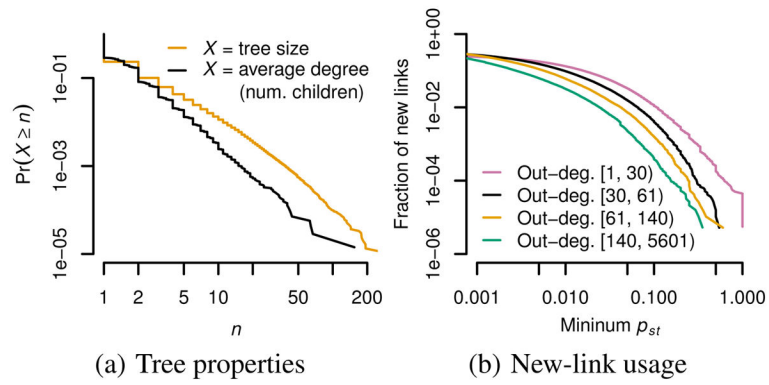 X = tree size
X = average degree
(num. children)
Pr(X ≥ n)
1e−01
1e−03
1e−05
1
2
5
10
50
200
n
(a) Tree properties
Fraction of new links
1e+00
1e−02
1e−04
1e−06
Out−deg. [1, 30)
Out−deg. [30, 61)
Out−deg. [61, 140)
Out−deg. [140, 5601)
0.001
0.010
0.100
1.000
Mininum pst
(b) New-link usage